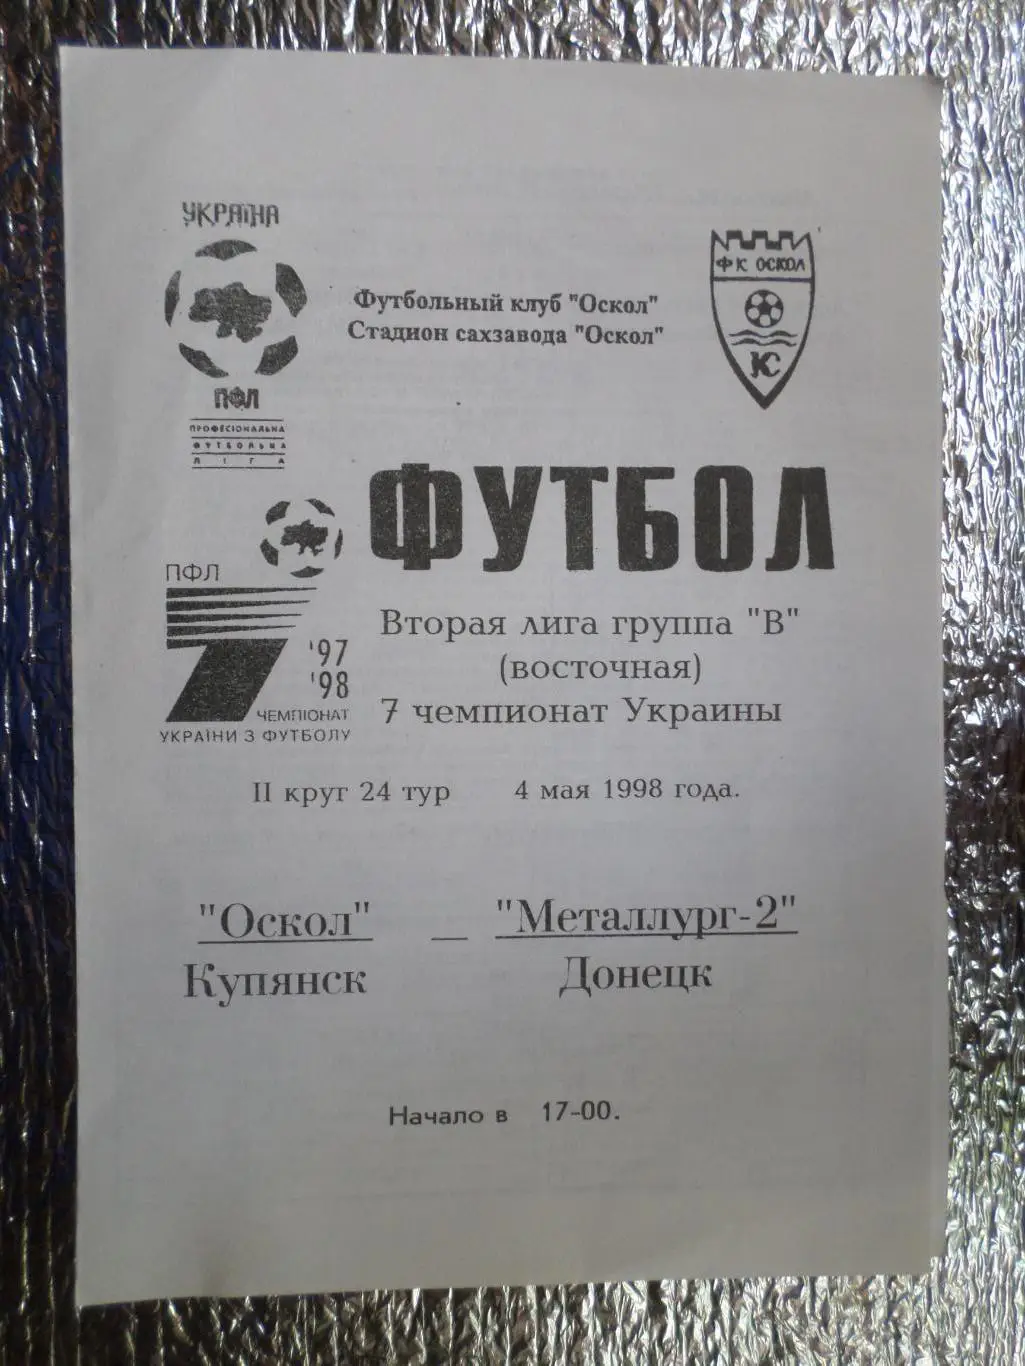 УКРАЇНА
ПФЛ
ПРОФЕСІОНАЛЬНА
ФУТБОЛЬНА
ЛІГА
Футбольный клуб "Оскол"
Стадион сахзавода "Оскол"
ФК ОСКОЛ
КС
ФУТБОЛ
ПФЛ
7 '97
'98
ЧЕМПІОНАТ
УКРАЇНИ З ФУТБОЛУ
Вторая лига группа "В"
(восточная)
7 чемпионат Украины
II круг 24 тур 4 мая 1998 года.
"Оскол" — "Металлург-2"
Купянск Донецк
Начало в 17-00.